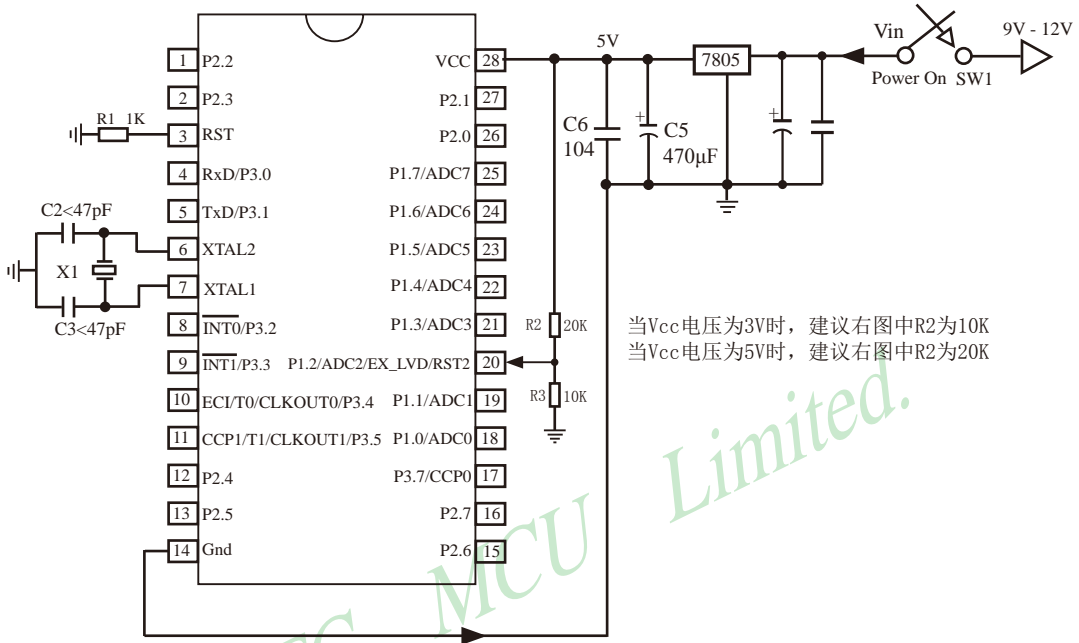 Vin
9V - 12V
Power On SW1
5V
7805
C6
104
+
C5
470μF
+
1 P2.2
2 P2.3
R1 1K
3 RST
4 RxD/P3.0
5 TxD/P3.1
C2<47pF
6 XTAL2
X1
7 XTAL1
C3<47pF
8 INT0/P3.2
9 INT1/P3.3
10 ECI/T0/CLKOUT0/P3.4
11 CCP1/T1/CLKOUT1/P3.5
12 P2.4
13 P2.5
14 Gnd
VCC 28
P2.1 27
P2.0 26
P1.7/ADC7 25
P1.6/ADC6 24
P1.5/ADC5 23
P1.4/ADC4 22
P1.3/ADC3 21
P1.2/ADC2/EX_LVD/RST2 20
P1.1/ADC1 19
P1.0/ADC0 18
P3.7/CCP0 17
P2.7 16
P2.6 15
R2 20K
R3 10K
当Vcc电压为3V时，建议右图中R2为10K
当Vcc电压为5V时，建议右图中R2为20K
MCU Limited.